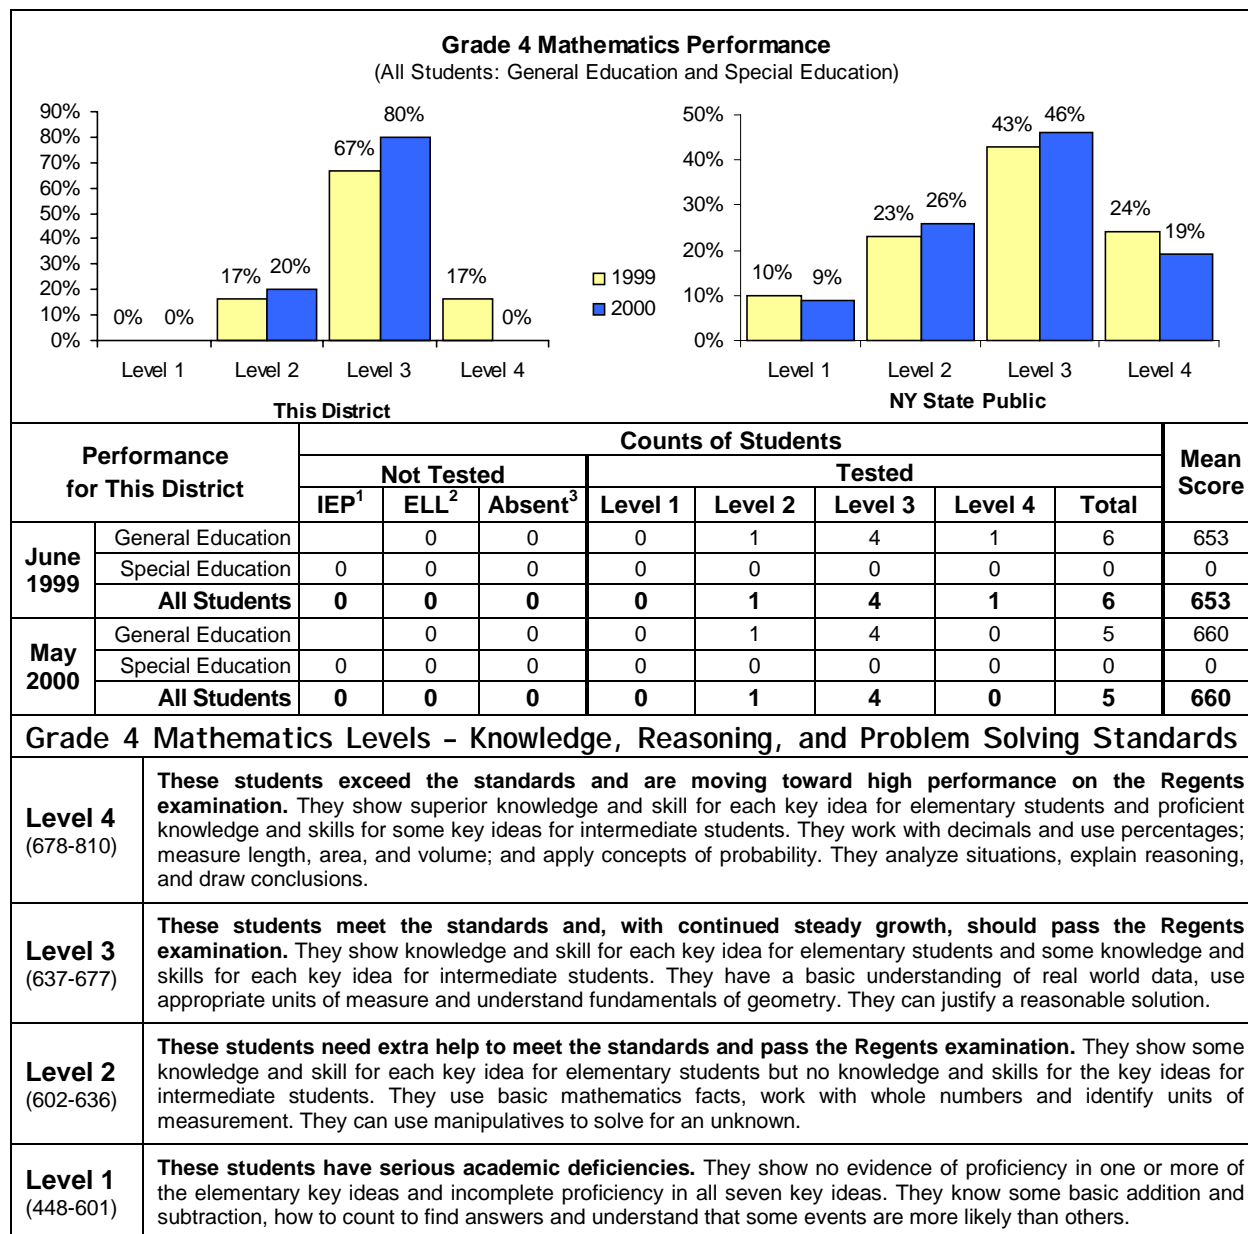 Grade 4 Mathematics Performance
(All Students: General Education and Special Education)
90%
80%
70%
60%
50%
40%
30%
20%
10%
0%
0% 0%
17% 20%
67% 80%
17% 0%
Level 1 Level 2 Level 3 Level 4
This District
1999
2000
50%
40%
30%
20%
10%
0%
10% 9%
23% 26%
43% 46%
24% 19%
Level 1 Level 2 Level 3 Level 4
NY State Public
Performance
for This District
Counts of Students
Mean
Score
Not Tested Tested
IEP1 ELL2 Absent3 Level 1 Level 2 Level 3 Level 4 Total
June
1999
General Education 0 0 0 1 4 1 6 653
Special Education 0 0 0 0 0 0 0 0 0
All Students 0 0 0 0 1 4 1 6 653
May
2000
General Education 0 0 0 1 4 0 5 660
Special Education 0 0 0 0 0 0 0 0 0
All Students 0 0 0 0 1 4 0 5 660
Grade 4 Mathematics Levels – Knowledge, Reasoning, and Problem Solving Standards
Level 4
(678-810)
These students exceed the standards and are moving toward high performance on the Regents
examination. They show superior knowledge and skill for each key idea for elementary students and proficient
knowledge and skills for some key ideas for intermediate students. They work with decimals and use percentages;
measure length, area, and volume; and apply concepts of probability. They analyze situations, explain reasoning,
and draw conclusions.
Level 3
(637-677)
These students meet the standards and, with continued steady growth, should pass the Regents
examination. They show knowledge and skill for each key idea for elementary students and some knowledge and
skills for each key idea for intermediate students. They have a basic understanding of real world data, use
appropriate units of measure and understand fundamentals of geometry. They can justify a reasonable solution.
Level 2
(602-636)
These students need extra help to meet the standards and pass the Regents examination. They show some
knowledge and skill for each key idea for elementary students but no knowledge and skills for the key ideas for
intermediate students. They use basic mathematics facts, work with whole numbers and identify units of
measurement. They can use manipulatives to solve for an unknown.
Level 1
(448-601)
These students have serious academic deficiencies. They show no evidence of proficiency in one or more of
the elementary key ideas and incomplete proficiency in all seven key ideas. They know some basic addition and
subtraction, how to count to find answers and understand that some events are more likely than others.